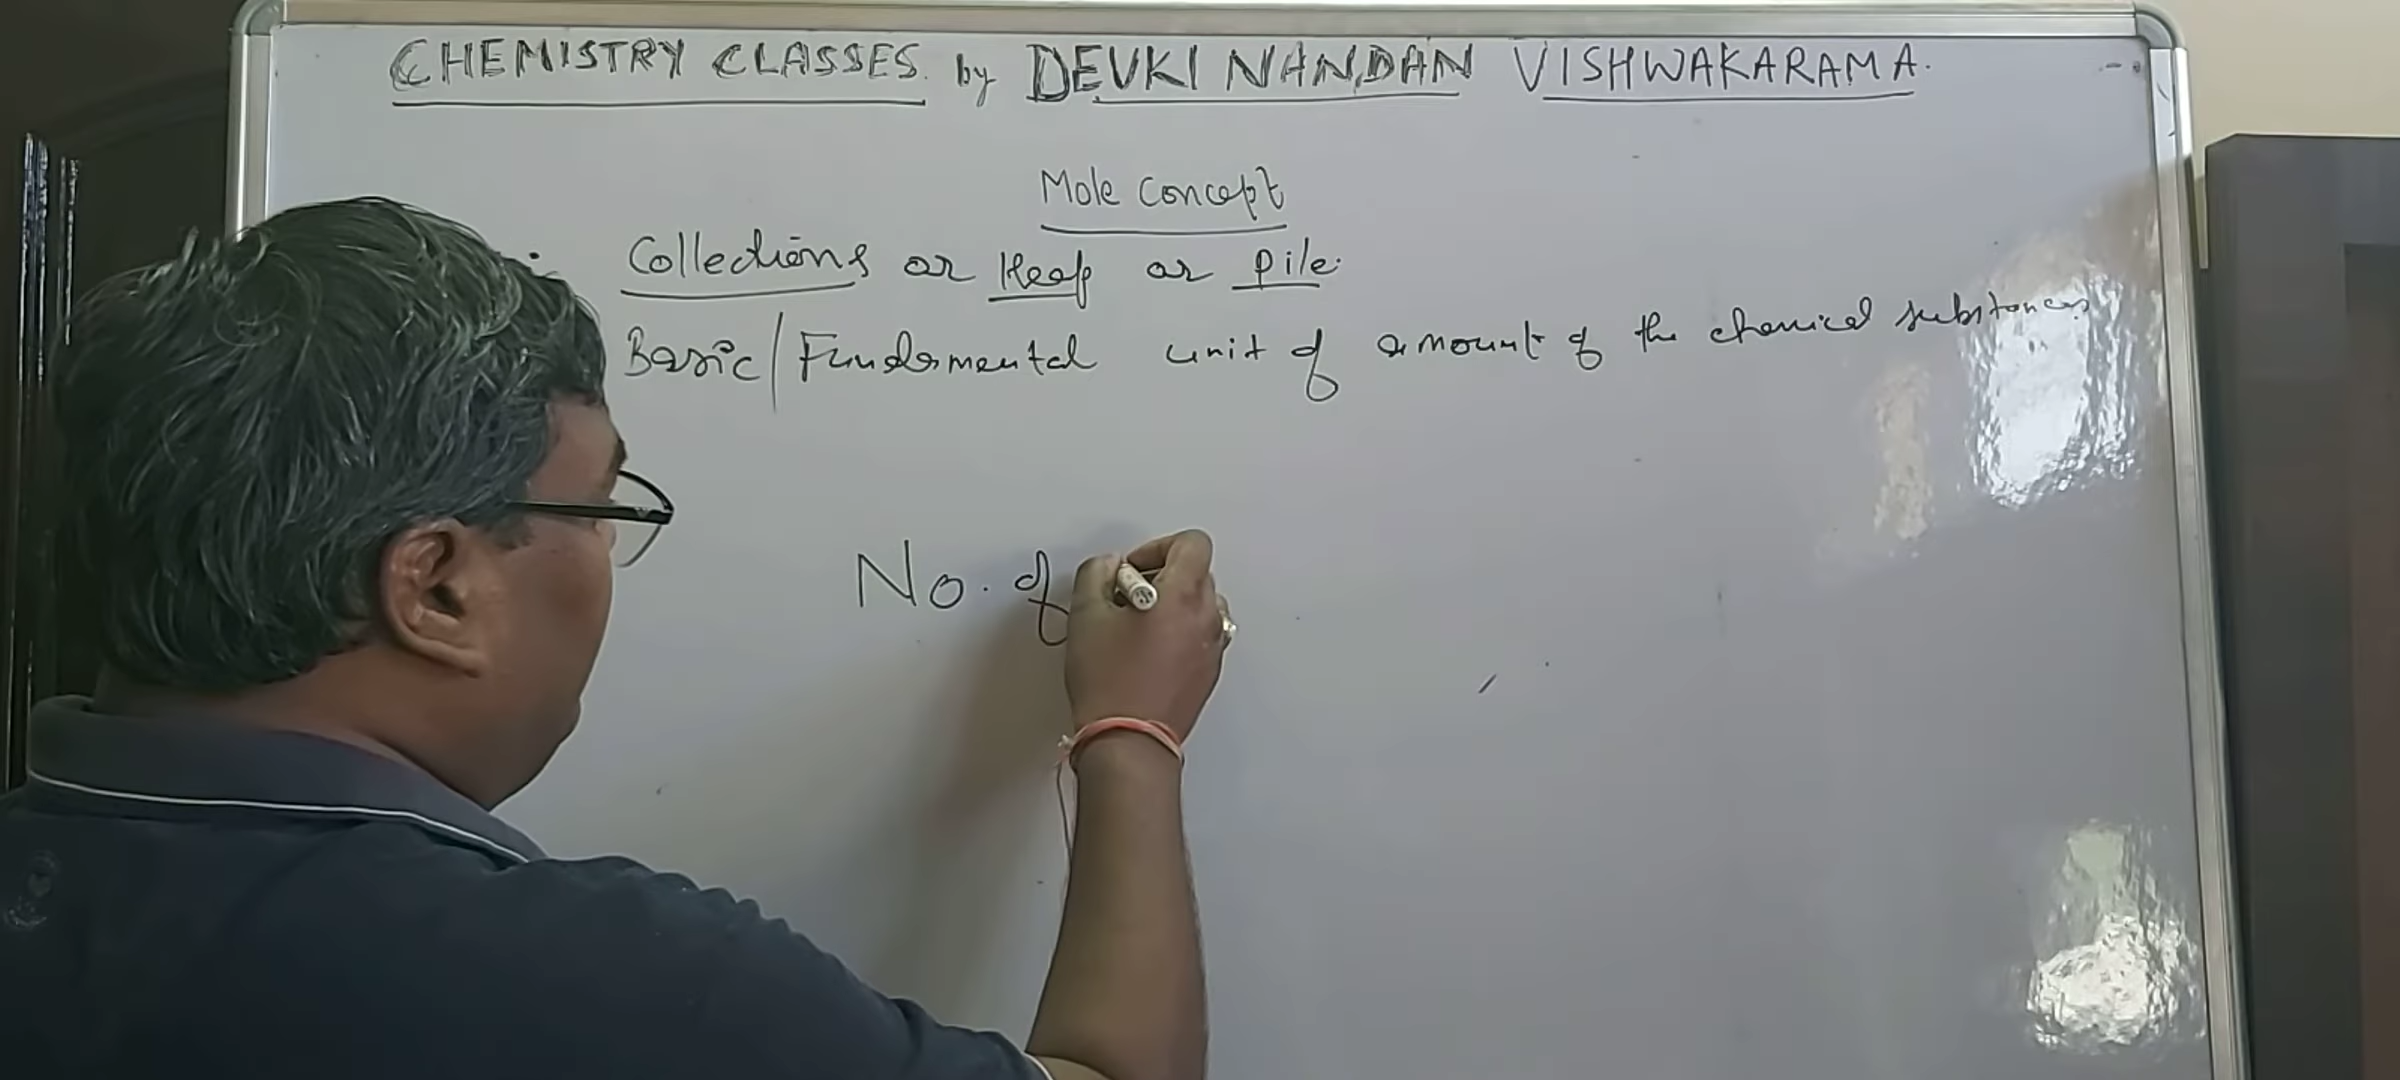 CHEMISTRY CLASSES by DEVKI NANDAN VISHWAKARAMA.
Mole Concept
Collections or Heap or Pile.
Basic/Fundamental unit of amount of the chemical substances
No. of